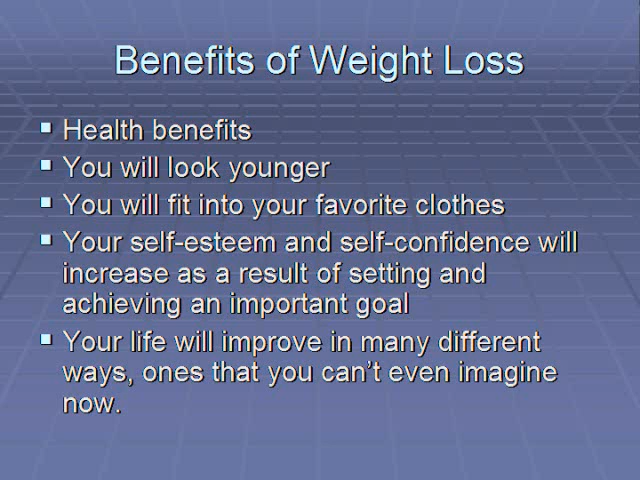 Benefits of Weight Loss
Health benefits
You will look younger
You will fit into your favorite clothes
Your self-esteem and self-confidence will
increase as a result of setting and
achieving an important goal
Your life will improve in many different
ways, ones that you can't even imagine
now.